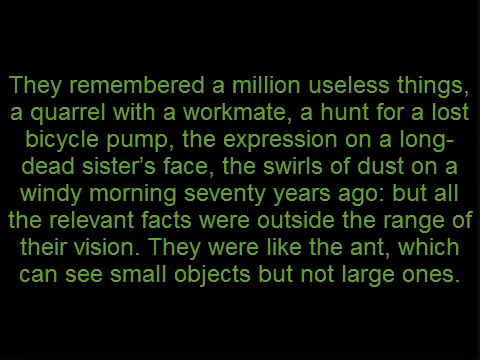 They remembered a million useless things,
a quarrel with a workmate, a hunt for a lost
bicycle pump, the expression on a long-
dead sister’s face, the swirls of dust on a
windy morning seventy years ago: but all
the relevant facts were outside the range of
their vision. They were like the ant, which
can see small objects but not large ones.